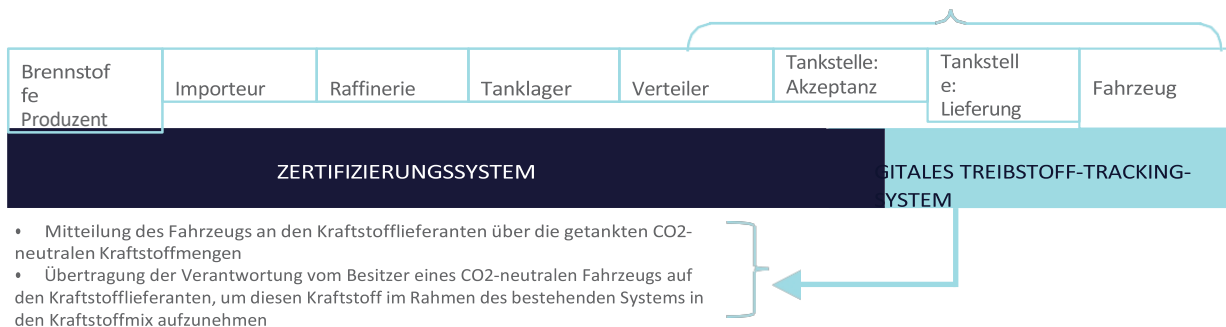 Brennstof
fe
Produzent
Importeur
Raffinerie
Tanklager
Verteiler
Tankstelle:
Akzeptanz
Tankstell
e:
Lieferung
Fahrzeug
ZERTIFIZIERUNGSSYSTEM
GITALES TREIBSTOFF-TRACKING-
SYSTEM
• Mitteilung des Fahrzeugs an den Kraftstofflieferanten über die getankten CO2-
neutralen Kraftstoffmengen
• Übertragung der Verantwortung vom Besitzer eines CO2-neutralen Fahrzeugs auf
den Kraftstofflieferanten, um diesen Kraftstoff im Rahmen des bestehenden Systems in
den Kraftstoffmix aufzunehmen